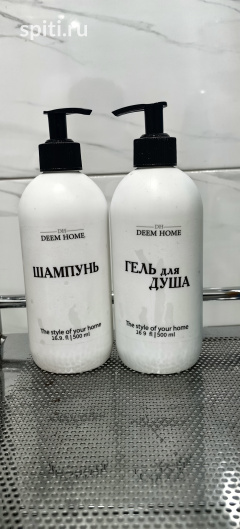 spiti.ru
DH
DEEM HOME
ШАМПУНЬ
The style of your home
16.9. fl | 500 ml
DH
DEEM HOME
ГЕЛЬ для
ДУША
The style of your home
16 9 fl | 500 ml